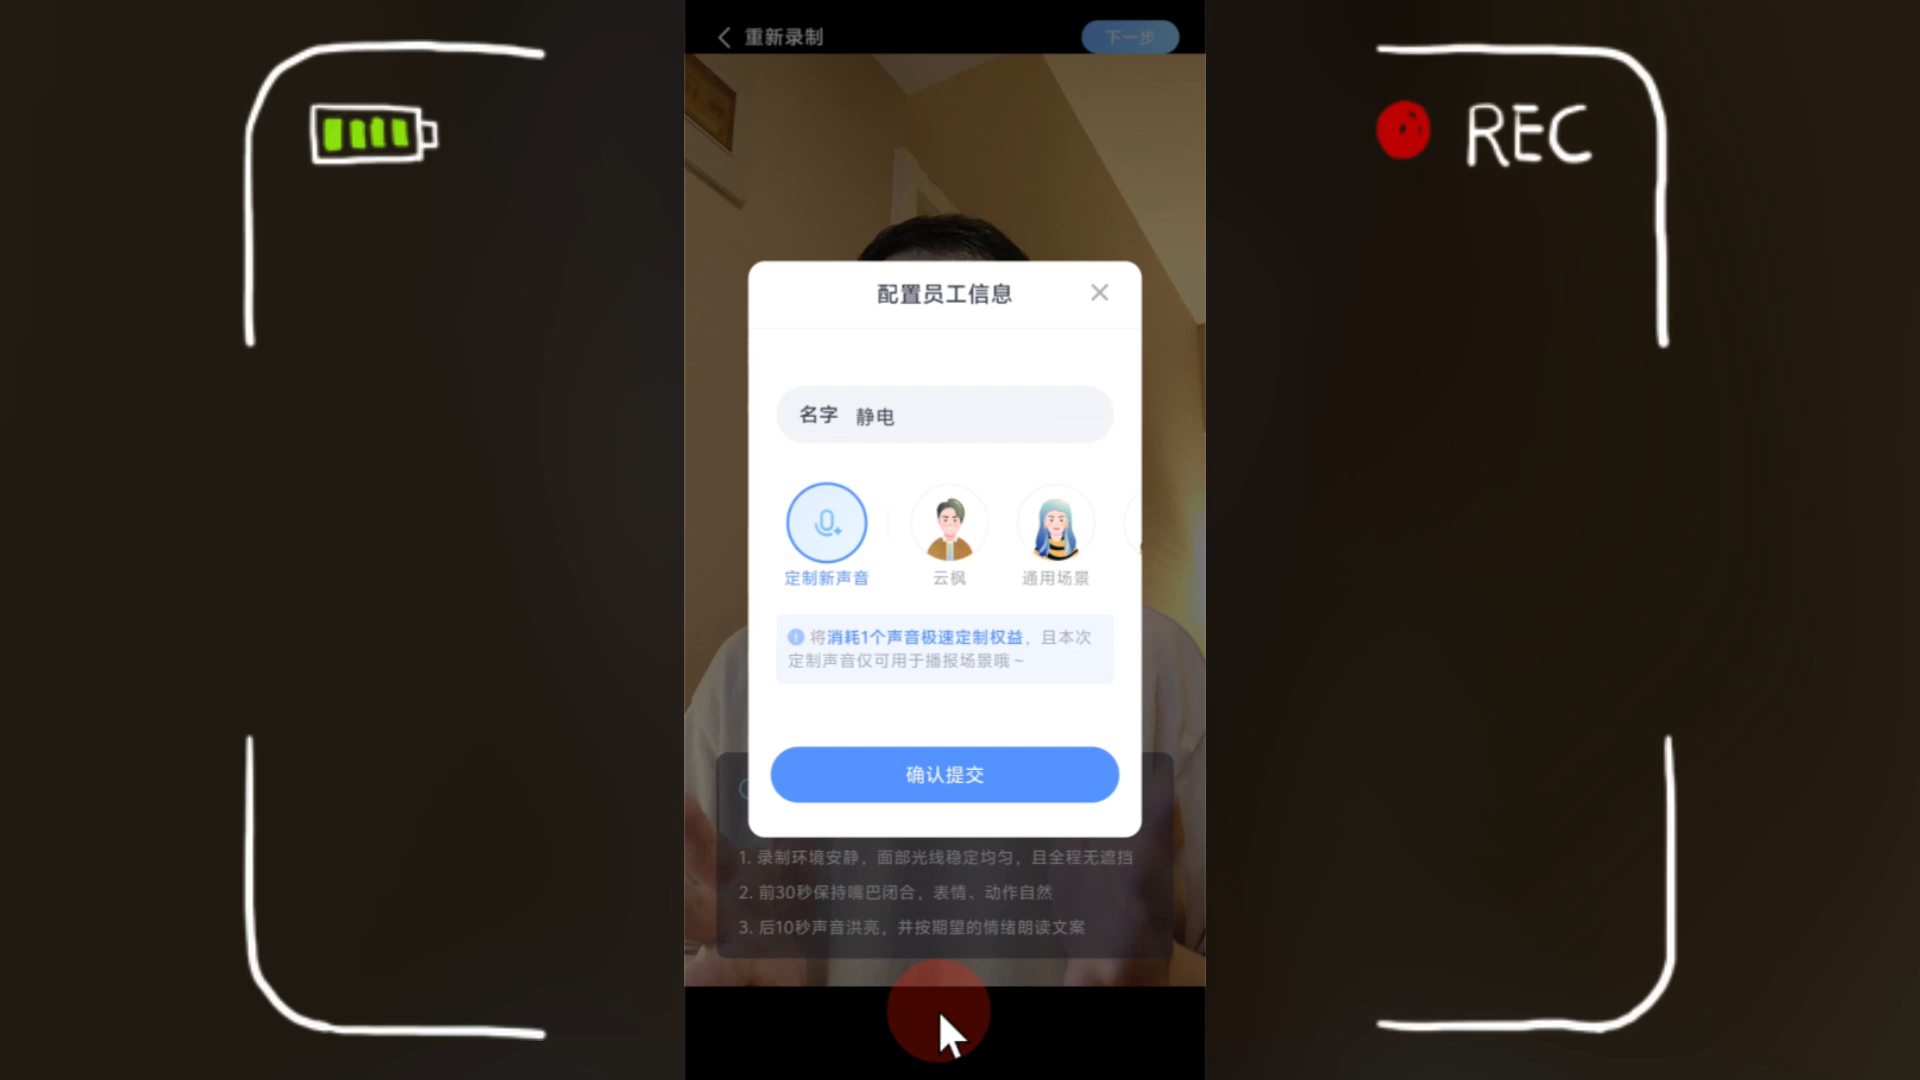 重新录制
下一步
REC
配置员工信息
名字 静电
定制新声音
云枫
通用场景
将消耗1个声音极速定制权益，且本次
定制声音仅可用于播报场景哦~
确认提交
1. 录制环境安静，面部光线稳定均匀，且全程无遮挡
2. 前30秒保持嘴巴闭合，表情、动作自然
3. 后10秒声音洪亮，并按期望的情绪朗读文案